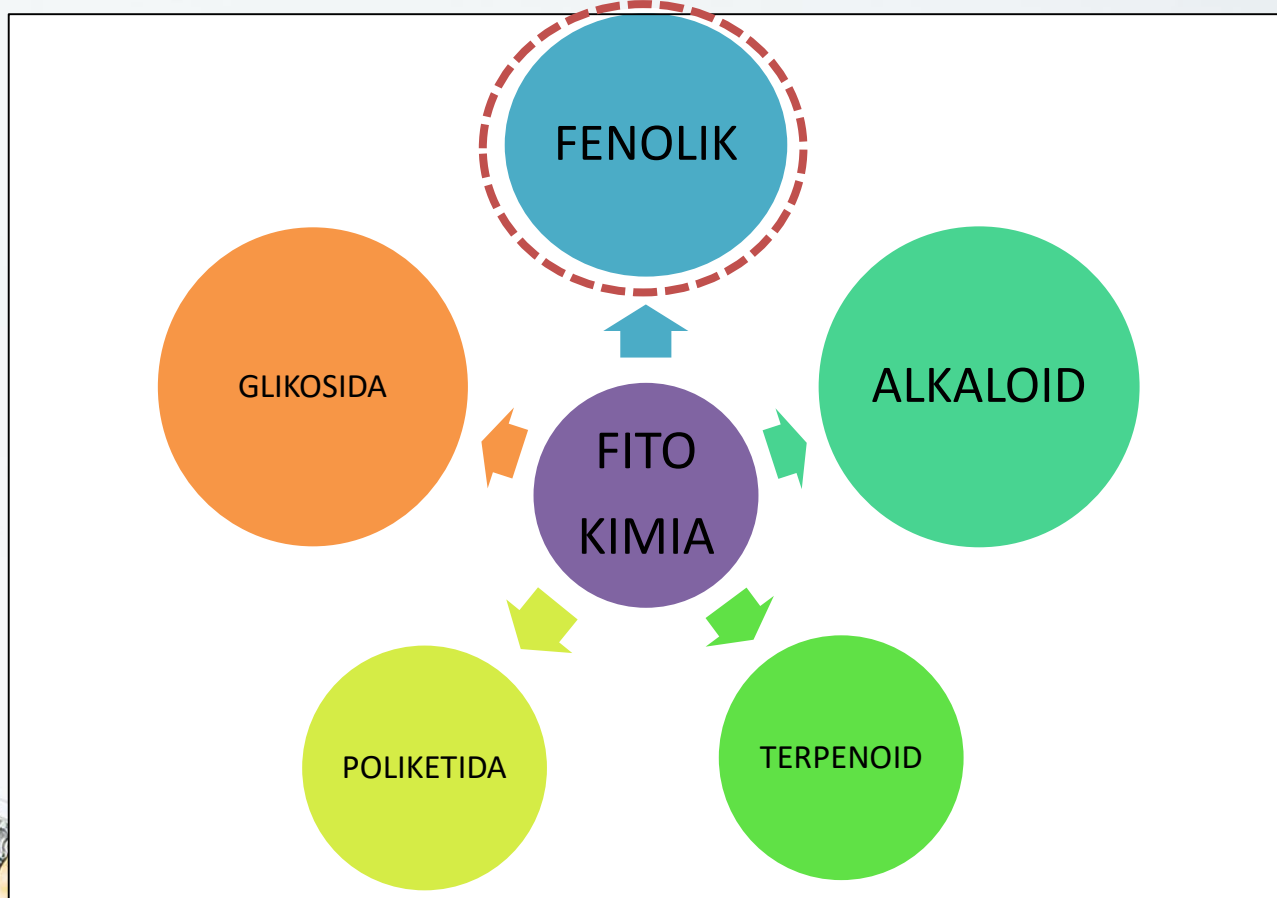 FENOLIK
GLIKOSIDA
ALKALOID
FITO
KIMIA
POLIKETIDA
TERPENOID